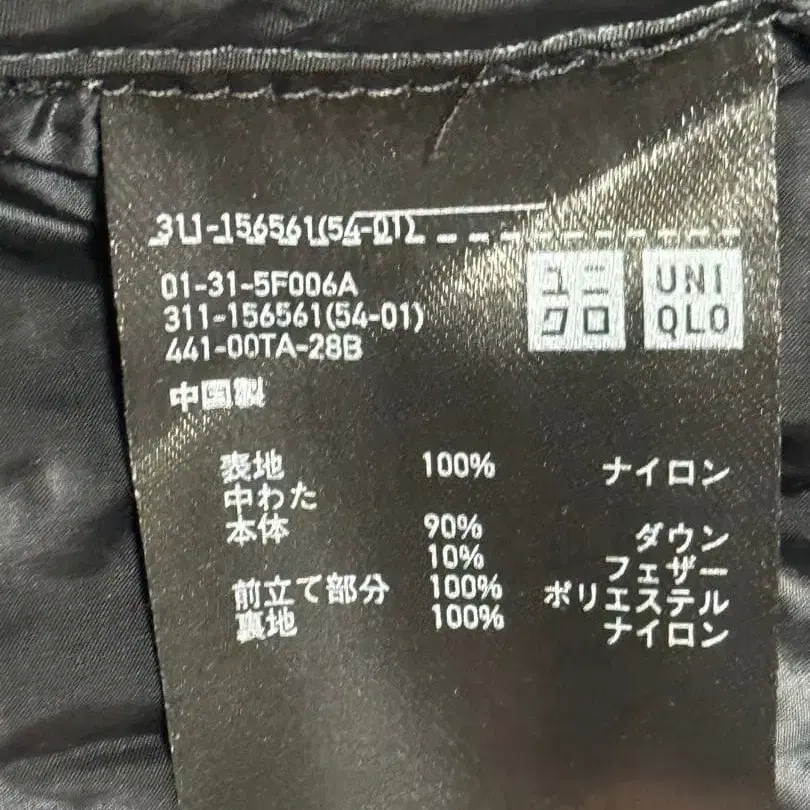 311-156561(54-01)
ユニ
クロ
UNI
QLO
01-31-5F006A
311-156561(54-01)
441-00TA-28B
中国製
表地 100% ナイロン
中わた
本体 90% ダウン
10% フェザー
前立て部分 100% ポリエステル
裏地 100% ナイロン